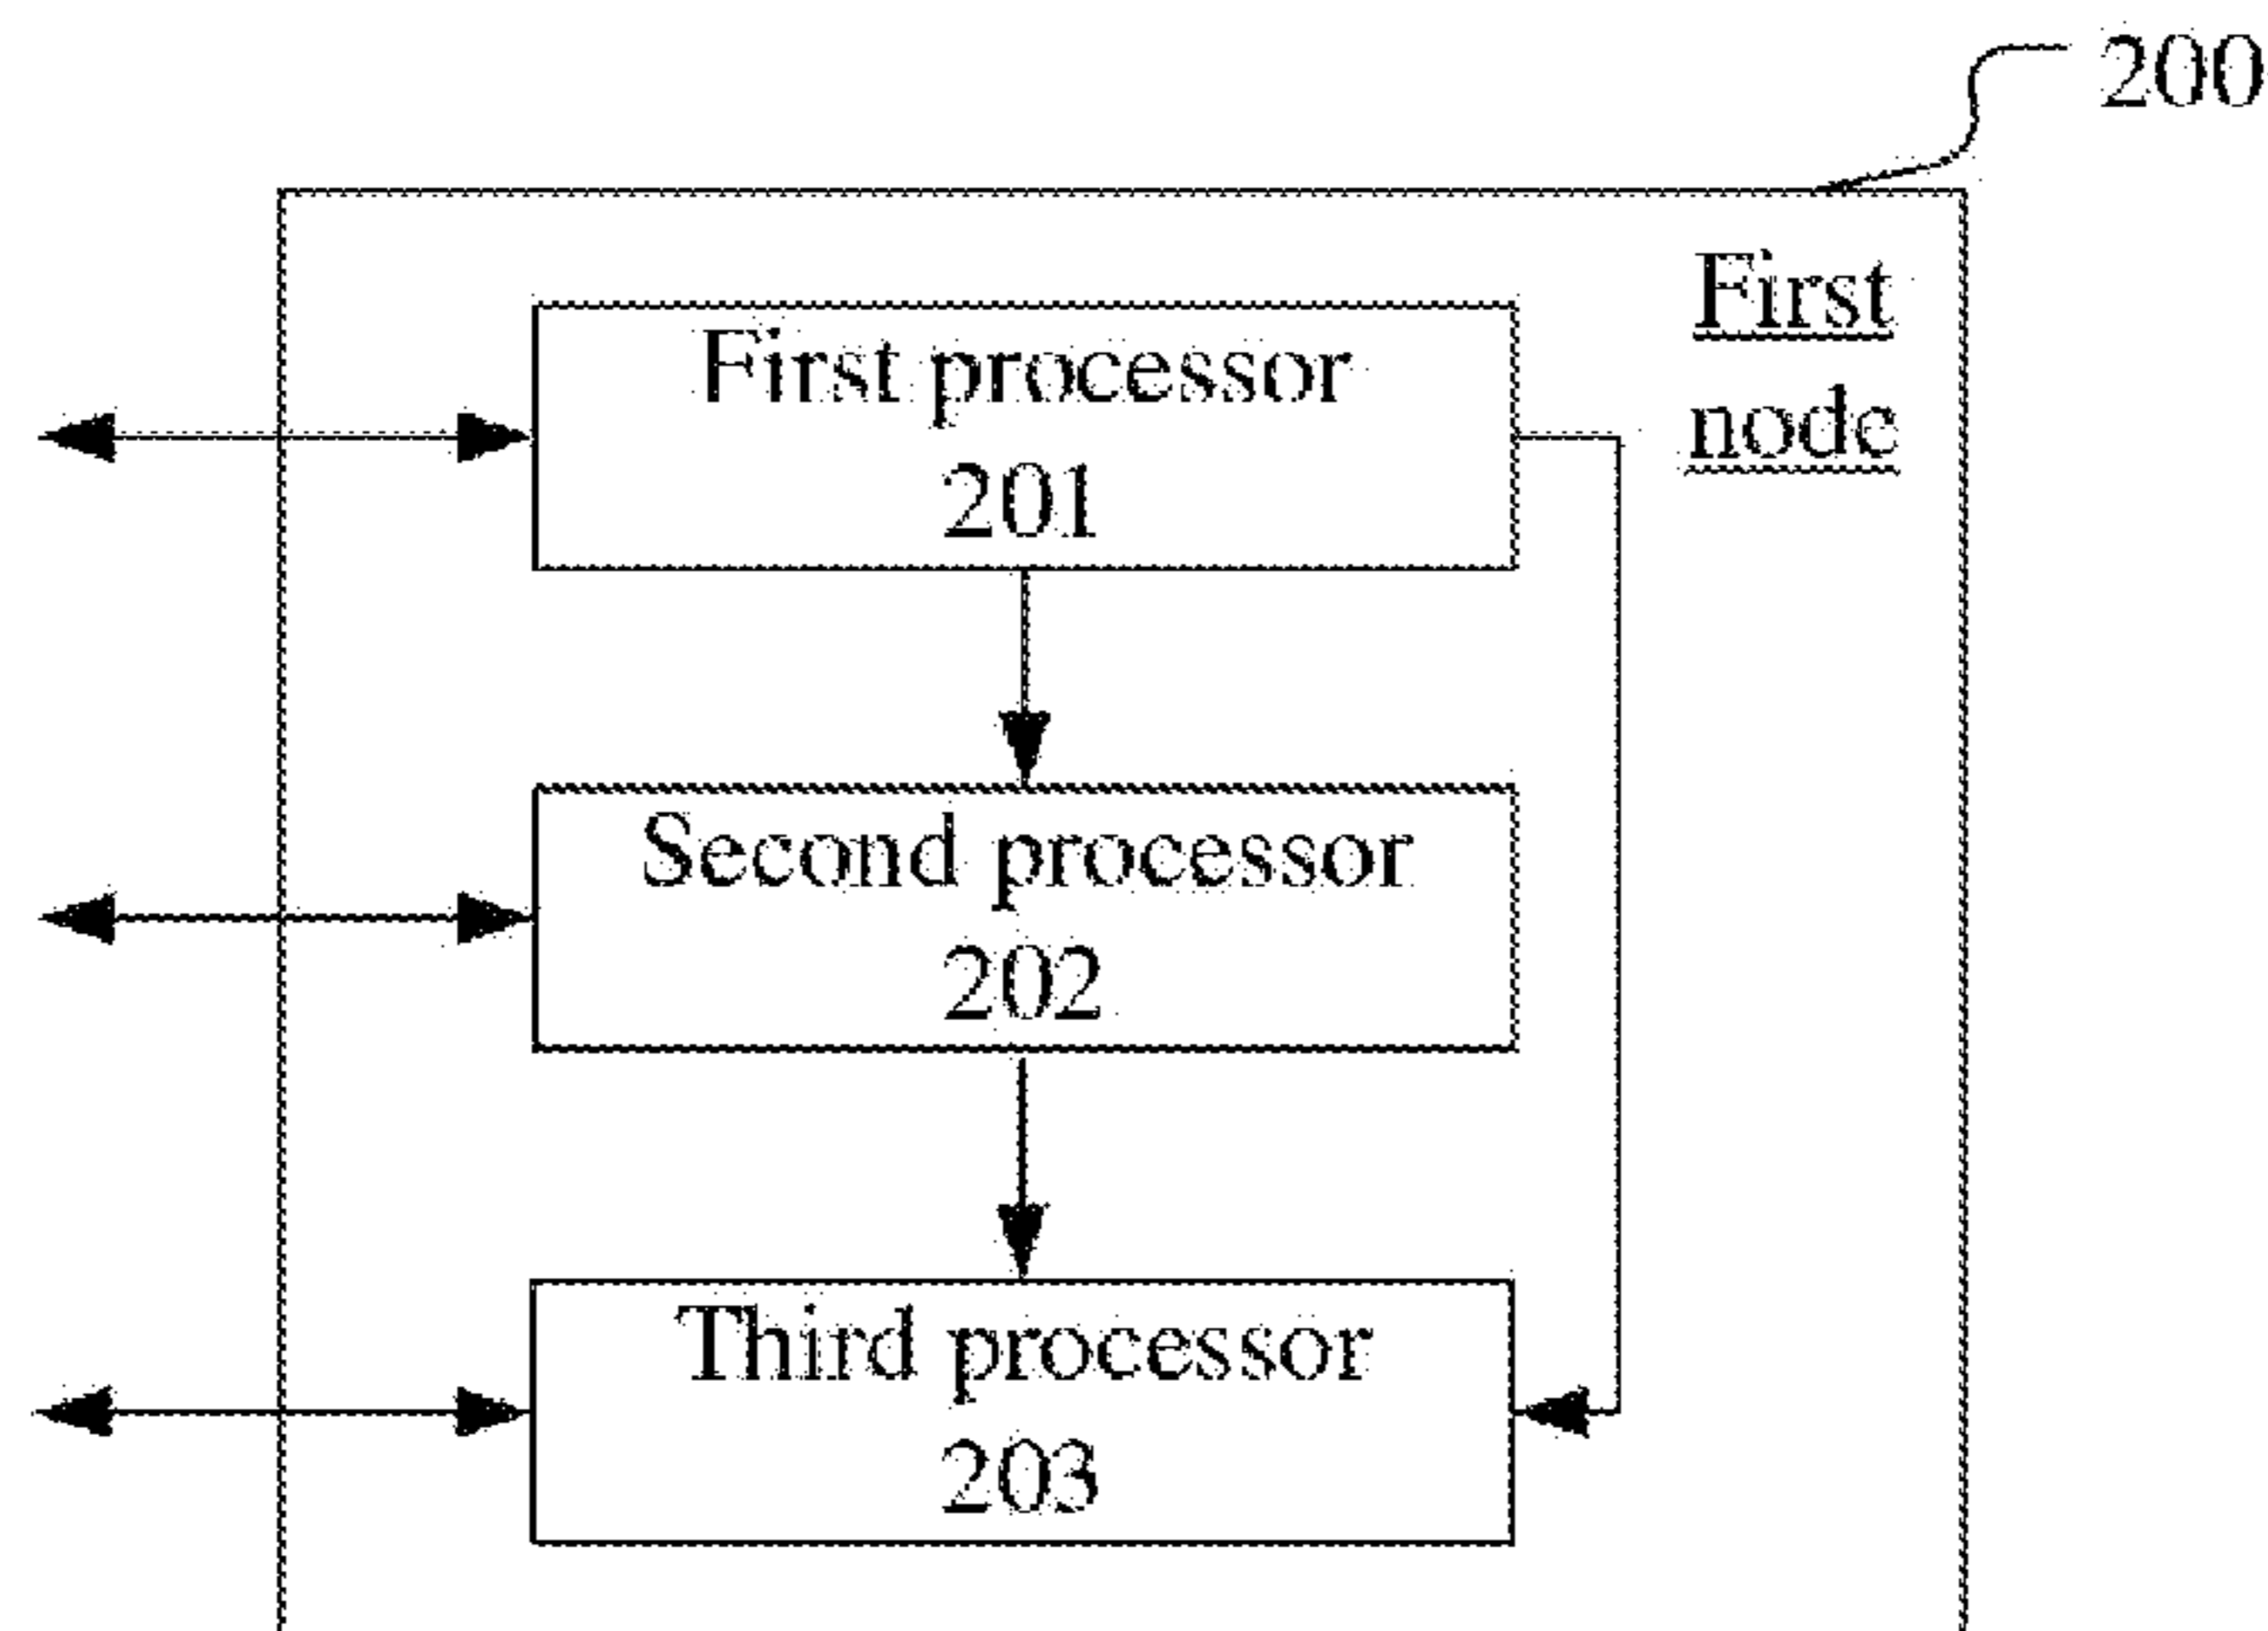 200
First
node
First processor
201
Second processor
202
Third processor
203